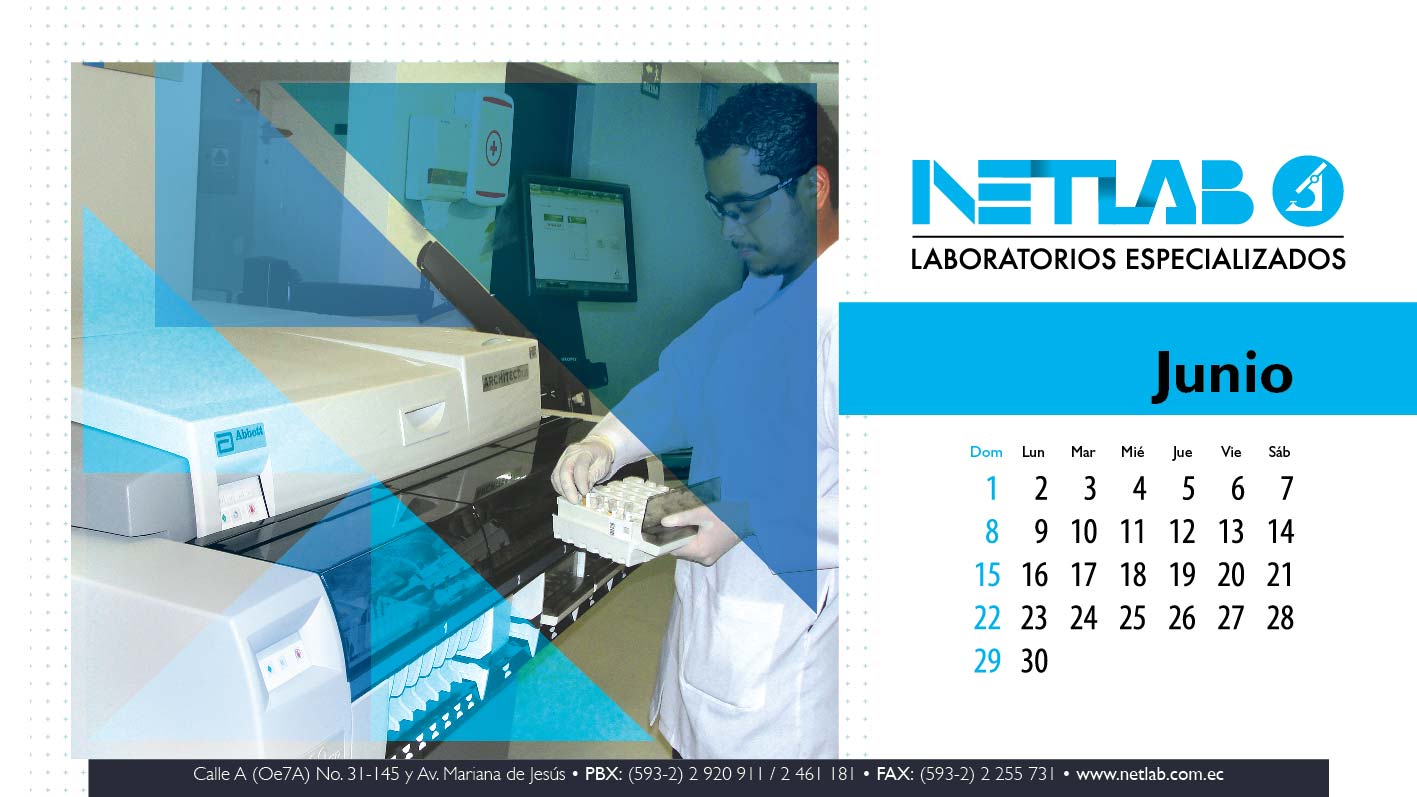 NETLAB
LABORATORIOS ESPECIALIZADOS
Junio
Dom Lun Mar Mié Jue Vie Sáb
1 2 3 4 5 6 7
8 9 10 11 12 13 14
15 16 17 18 19 20 21
22 23 24 25 26 27 28
29 30
ARCHITECT
Abbott
Calle A (Oe7A) No. 31-145 y Av. Mariana de Jesús • PBX: (593-2) 2 920 911 / 2 461 181 • FAX: (593-2) 2 255 731 • www.netlab.com.ec